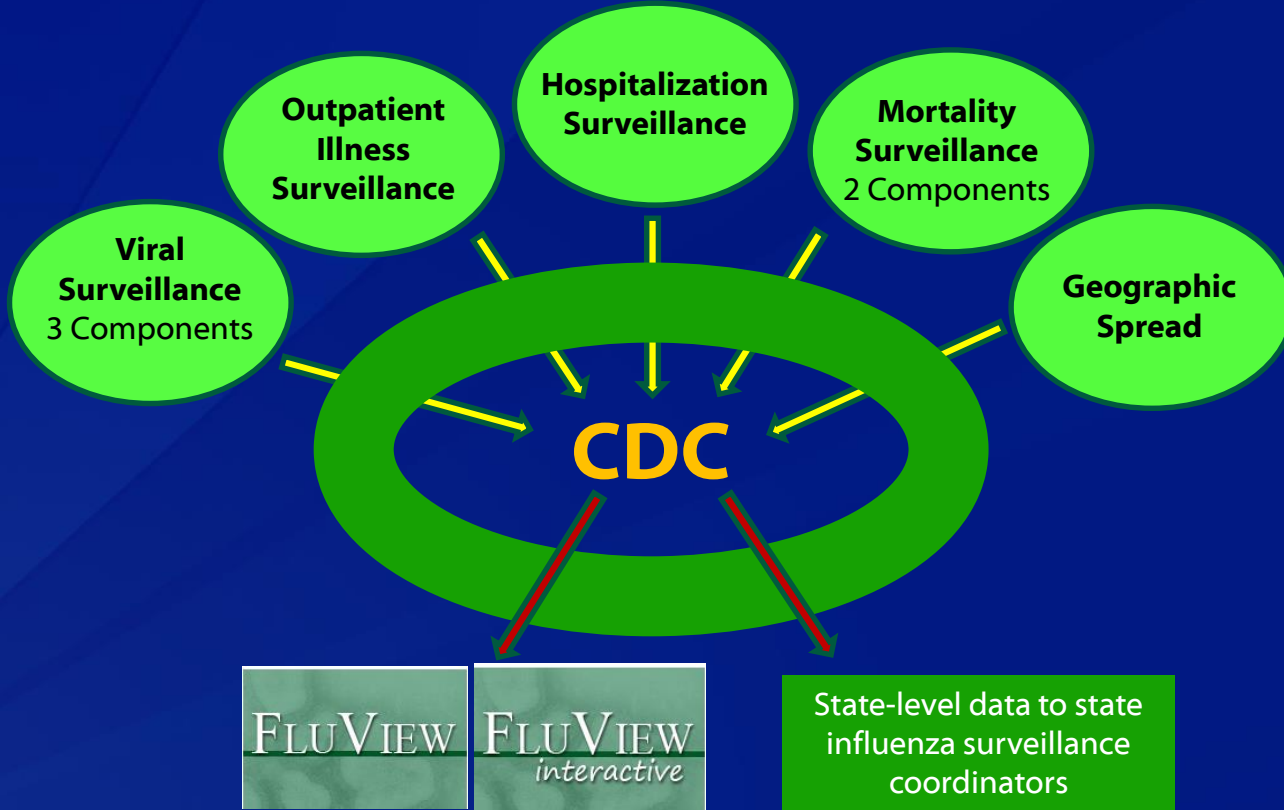 Viral
Surveillance
3 Components
Outpatient
Illness
Surveillance
Hospitalization
Surveillance
Mortality
Surveillance
2 Components
Geographic
Spread
CDC
FLUVIEW
FLUVIEW
interactive
State-level data to state
influenza surveillance
coordinators